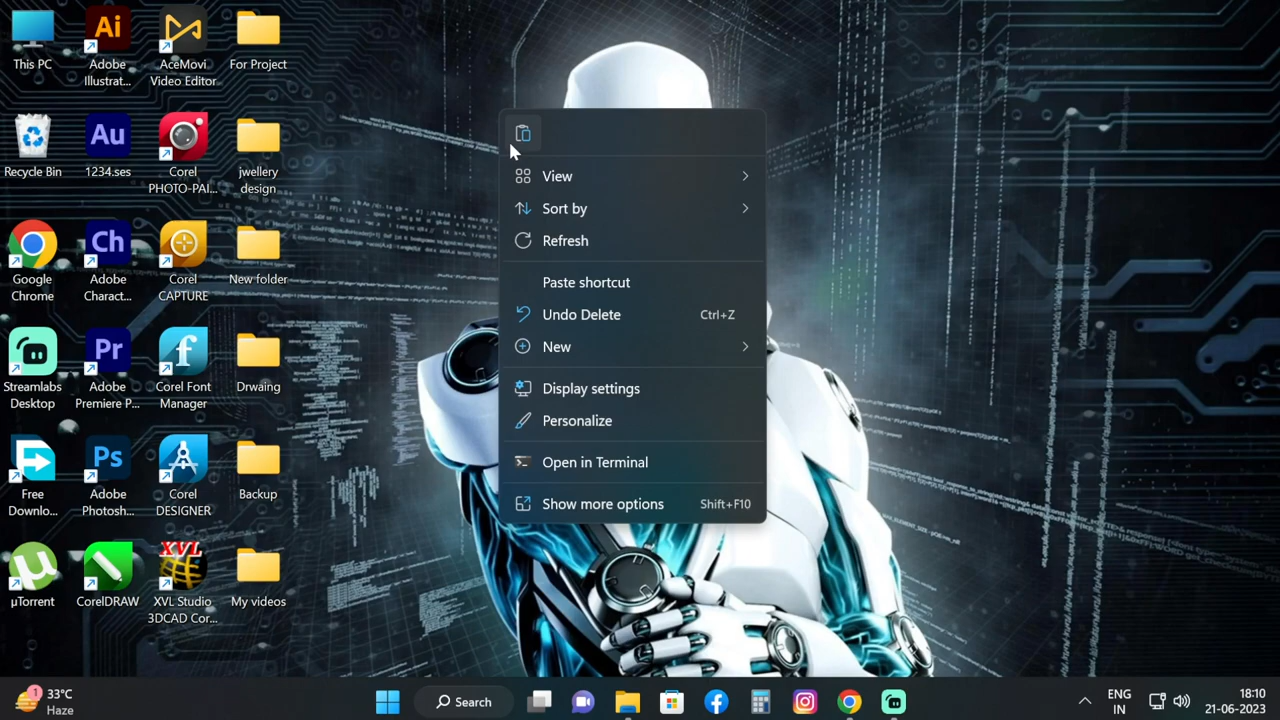 This PC
Adobe
Illustrat...
AceMovi
Video Editor
For Project
Recycle Bin
1234.ses
Corel
PHOTO-PAI...
jwellery
design
Google
Chrome
Adobe
Charact...
Corel
CAPTURE
New folder
Streamlabs
Desktop
Adobe
Premiere P...
Corel Font
Manager
Drwaing
Free
Downlo...
Adobe
Photosh...
Corel
DESIGNER
Backup
µTorrent
CorelDRAW
XVL Studio
3DCAD Cor...
My videos
Ai
Au
Ch
Pr
Ps
XVL
View
Sort by
Refresh
Paste shortcut
Undo Delete Ctrl+Z
New
Display settings
Personalize
Open in Terminal
Show more options Shift+F10
1
33°C
Haze
Search
ENG
IN
18:10
21-06-2023